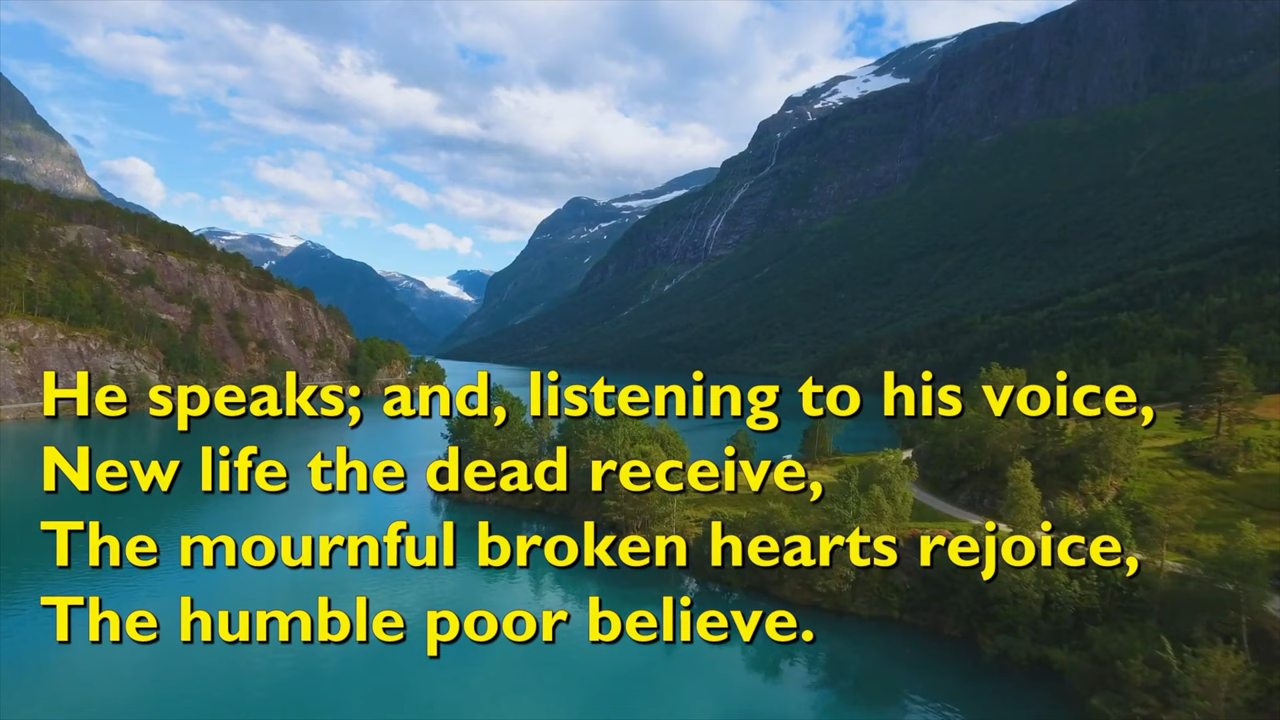 He speaks; and, listening to his voice,
New life the dead receive,
The mournful broken hearts rejoice,
The humble poor believe.